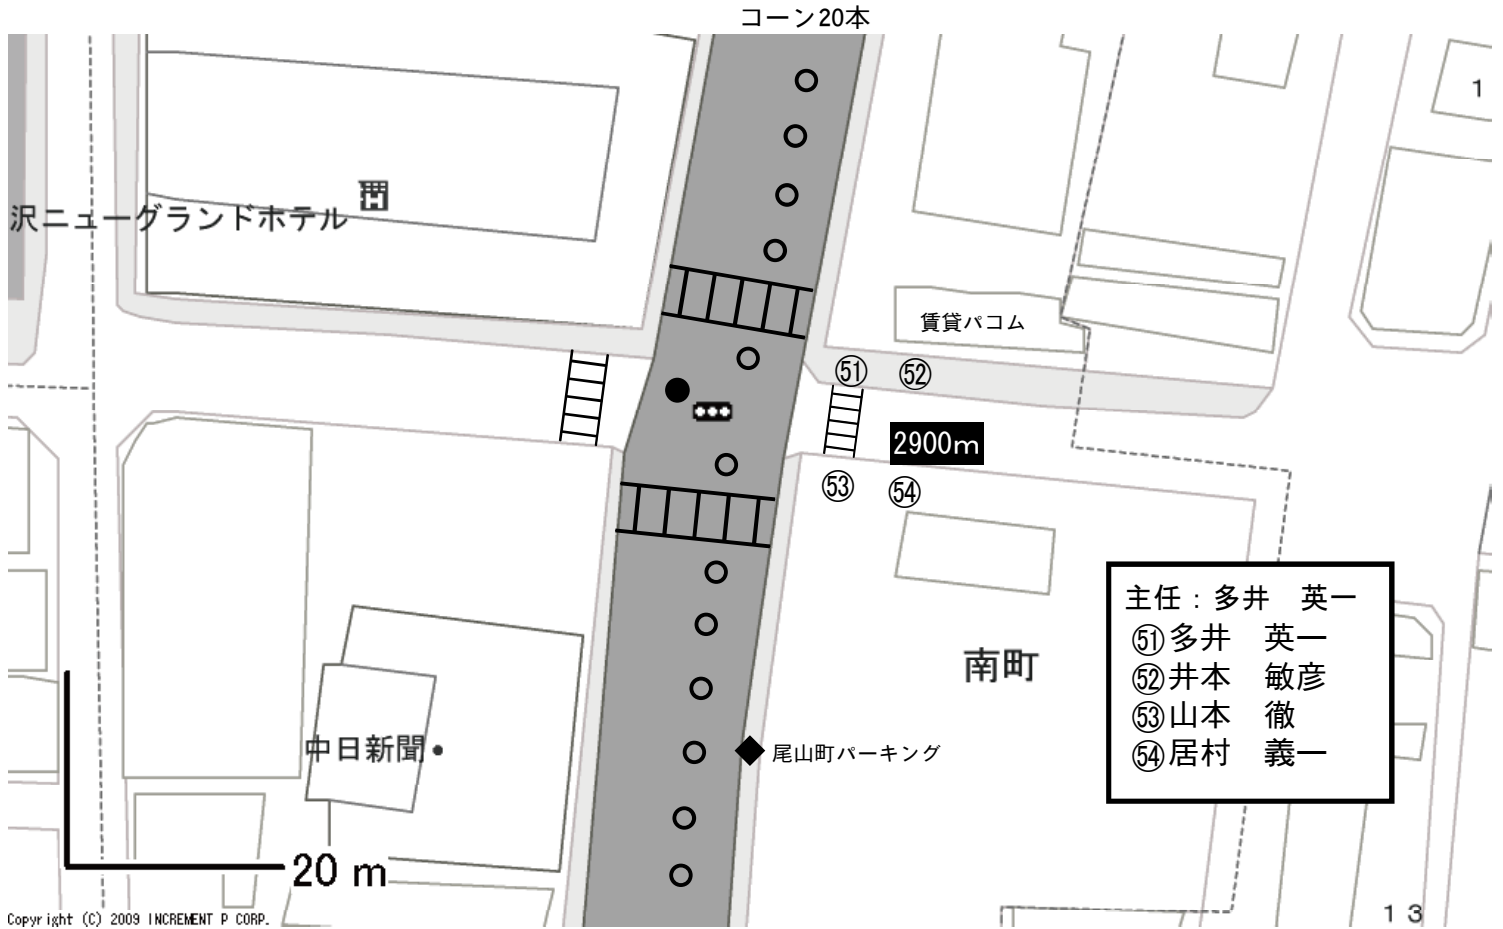 コーン20本
1
沢ニューグランドホテル
賃貸パコム
51 52
2900m
53 54
主任：多井　英一
51多井　英一
52井本　敏彦
53山本　徹
54居村　義一
南町
中日新聞
尾山町パーキング
20 m
13
Copyright (C) 2009 INCREMENT P CORP.